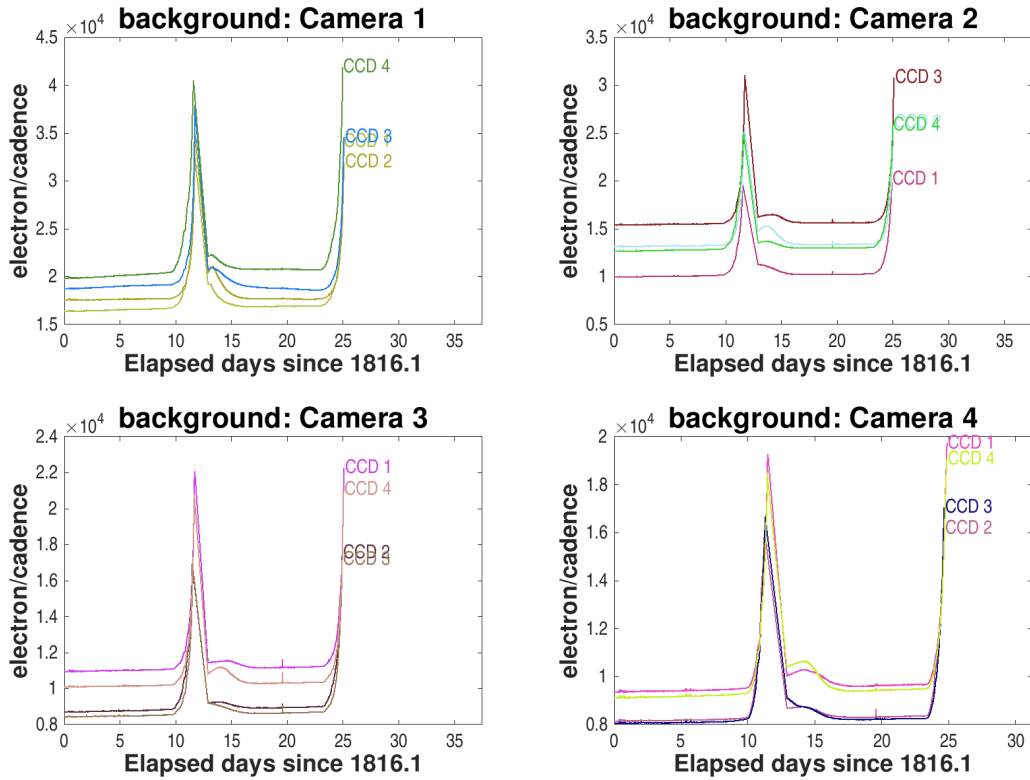 background: Camera 1
×10⁴
4.5
4
3.5
3
2.5
2
1.5
electron/cadence
CCD 4
CCD 3
CCD 1
CCD 2
0 5 10 15 20 25 30 35
Elapsed days since 1816.1
background: Camera 2
×10⁴
3.5
3
2.5
2
1.5
1
0.5
electron/cadence
CCD 3
CCD 4
CCD 1
0 5 10 15 20 25 30 35
Elapsed days since 1816.1
background: Camera 3
×10⁴
2.4
2.2
2
1.8
1.6
1.4
1.2
1
0.8
electron/cadence
CCD 1
CCD 4
CCD 2
CCD 3
0 5 10 15 20 25 30 35
Elapsed days since 1816.1
background: Camera 4
×10⁴
2
1.8
1.6
1.4
1.2
1
0.8
electron/cadence
CCD 1
CCD 4
CCD 3
CCD 2
0 5 10 15 20 25 30 35
Elapsed days since 1816.1